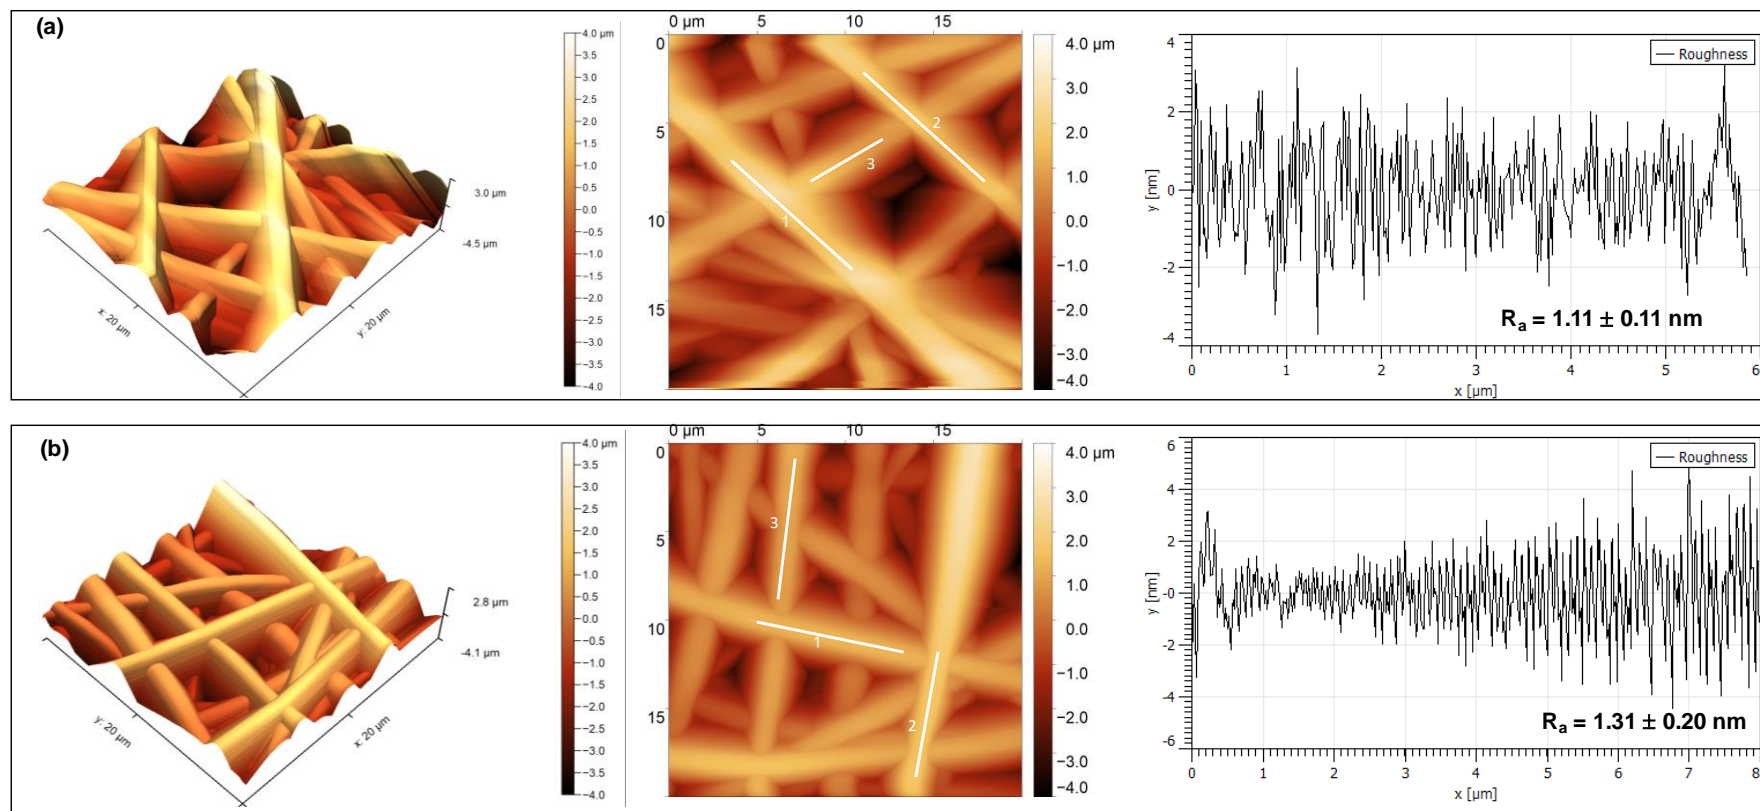 (a)
4.0 µm
3.5
3.0
2.5
2.0
1.5
1.0
0.5
0.0
−0.5
−1.0
−1.5
−2.0
−2.5
−3.0
−3.5
−4.0
3.0 µm
-4.5 µm
x: 20 µm
y: 20 µm
0 µm 5 10 15
0
5
10
15
1
2
3
4.0 µm
3.0
2.0
1.0
0.0
−1.0
−2.0
−3.0
−4.0
4
2
0
-2
-4
y [nm]
Roughness
Ra = 1.11 ± 0.11 nm
0 1 2 3 4 5 6
x [µm]
(b)
4.0 µm
3.5
3.0
2.5
2.0
1.5
1.0
0.5
0.0
−0.5
−1.0
−1.5
−2.0
−2.5
−3.0
−3.5
−4.0
2.8 µm
-4.1 µm
y: 20 µm
x: 20 µm
0 µm 5 10 15
0
5
10
15
3
1
2
4.0 µm
3.0
2.0
1.0
0.0
−1.0
−2.0
−3.0
−4.0
6
4
2
-0
-2
-4
-6
y [nm]
Roughness
Ra = 1.31 ± 0.20 nm
0 1 2 3 4 5 6 7 8
x [µm]